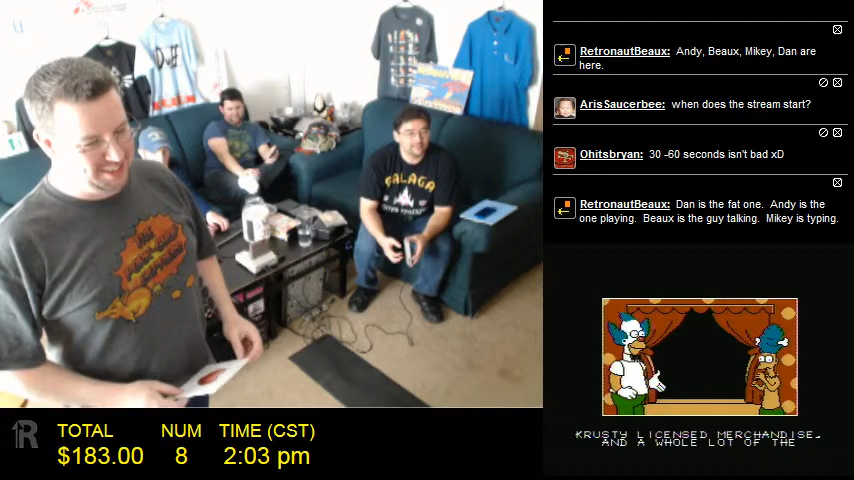 DUFF
GALAGA
RetronautBeaux: Andy, Beaux, Mikey, Dan are
here.
ArisSaucerbee: when does the stream start?
Ohitsbryan: 30 -60 seconds isn't bad xD
RetronautBeaux: Dan is the fat one. Andy is the
one playing. Beaux is the guy talking. Mikey is typing.
KRUSTY LICENSED MERCHANDISE.
AND A WHOLE LOT OF THE
R
TOTAL NUM TIME (CST)
$183.00 8 2:03 pm